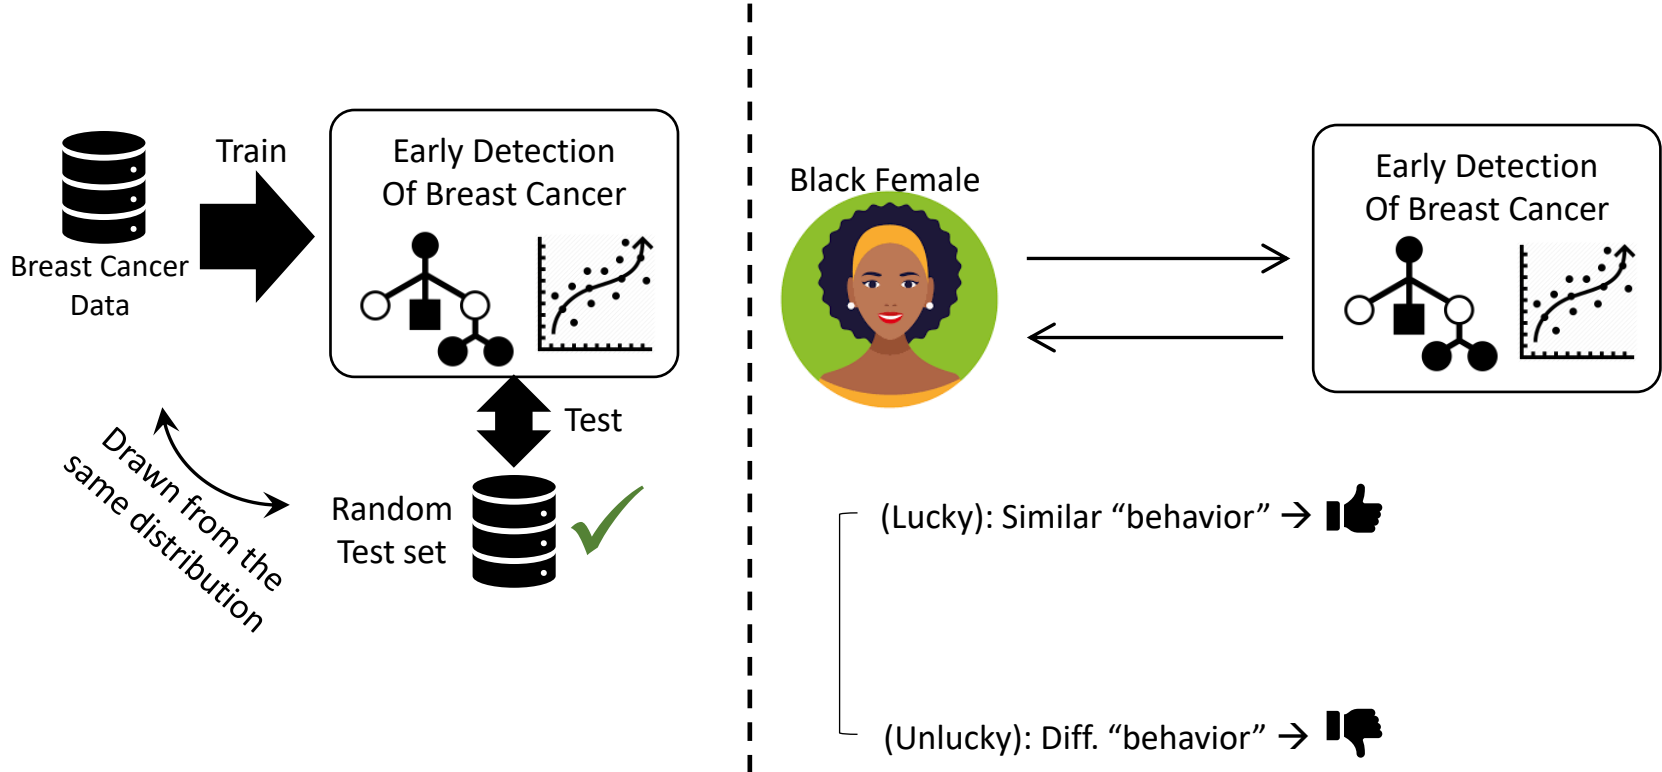 Train
Early Detection
Of Breast Cancer
Breast Cancer
Data
Test
Drawn from the
same distribution
Random
Test set
Black Female
Early Detection
Of Breast Cancer
(Lucky): Similar “behavior” →
(Unlucky): Diff. “behavior” →